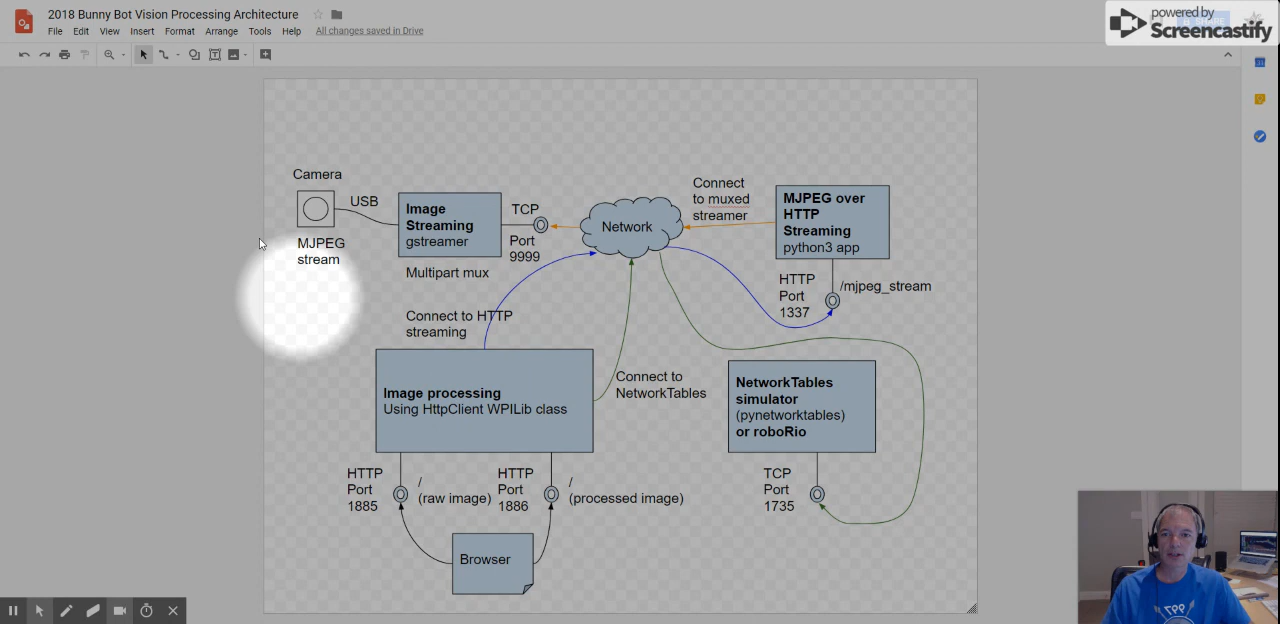 2018 Bunny Bot Vision Processing Architecture
File Edit View Insert Format Arrange Tools Help All changes saved in Drive
powered by
Screencastify
Camera
USB
MJPEG
stream
Image
Streaming
gstreamer
Multipart mux
TCP
Port
9999
Network
Connect
to muxed
streamer
MJPEG over
HTTP
Streaming
python3 app
HTTP
Port
1337
/mjpeg_stream
Connect to HTTP
streaming
Image processing
Using HttpClient WPILib class
Connect to
NetworkTables
NetworkTables
simulator
(pynetworktables)
or roboRio
HTTP
Port
1885
/
(raw image)
HTTP
Port
1886
/
(processed image)
TCP
Port
1735
Browser
997